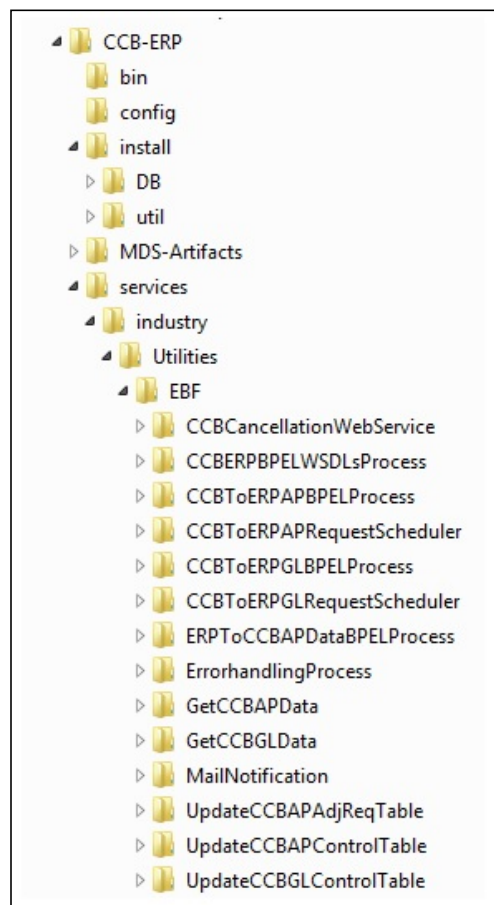 CCB-ERP
bin
config
install
DB
util
MDS-Artifacts
services
industry
Utilities
EBF
CCBCancellationWebService
CCBERPBPELWSDLsProcess
CCBToERPAPBPELProcess
CCBToERPAPRequestScheduler
CCBToERPGLBPELProcess
CCBToERPGLRequestScheduler
ERPToCCBAPDataBPELProcess
ErrorhandlingProcess
GetCCBAPData
GetCCBGLData
MailNotification
UpdateCCBAPAdjReqTable
UpdateCCBAPControlTable
UpdateCCBGLControlTable